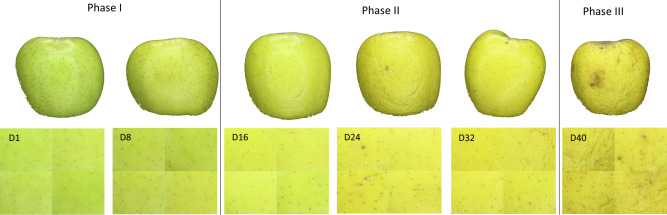 Phase I
Phase II
Phase III
D1
D8
D16
D24
D32
D40